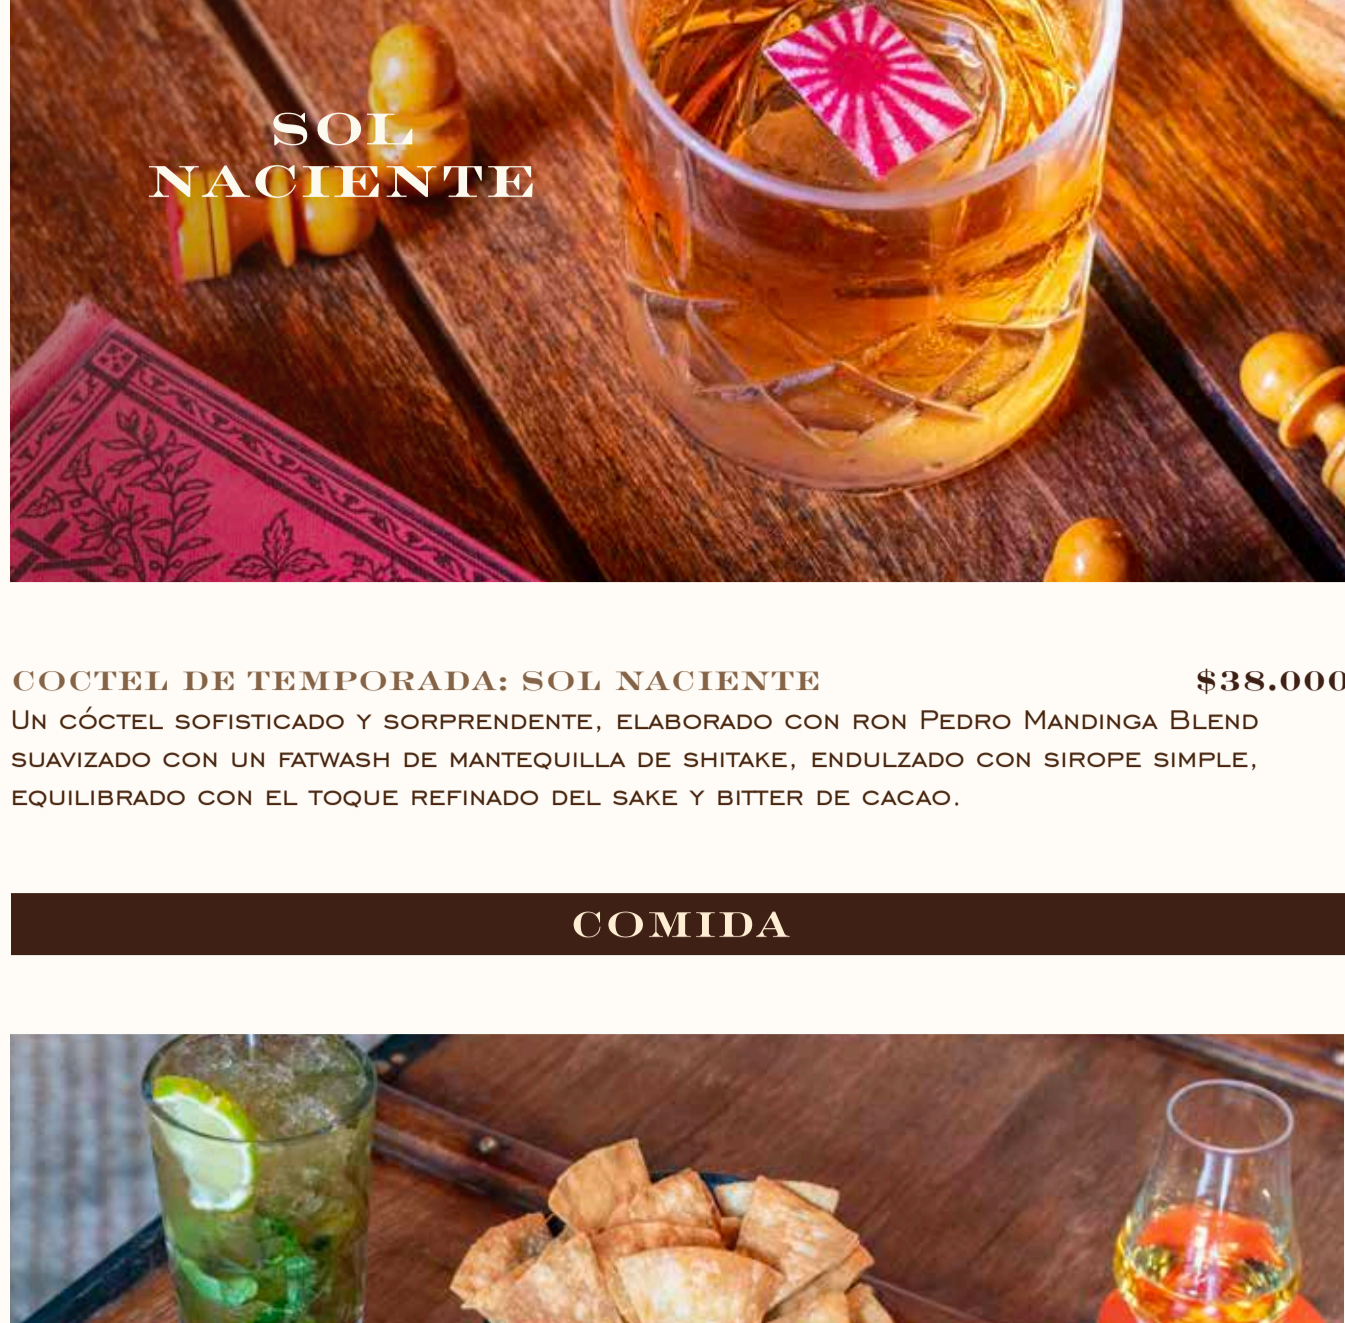 SOL
NACIENTE
COCTEL DE TEMPORADA: SOL NACIENTE $38.000
Un cóctel sofisticado y sorprendente, elaborado con ron Pedro Mandinga Blend
suavizado con un fatwash de mantequilla de shitake, endulzado con sirope simple,
equilibrado con el toque refinado del sake y bitter de cacao.
COMIDA